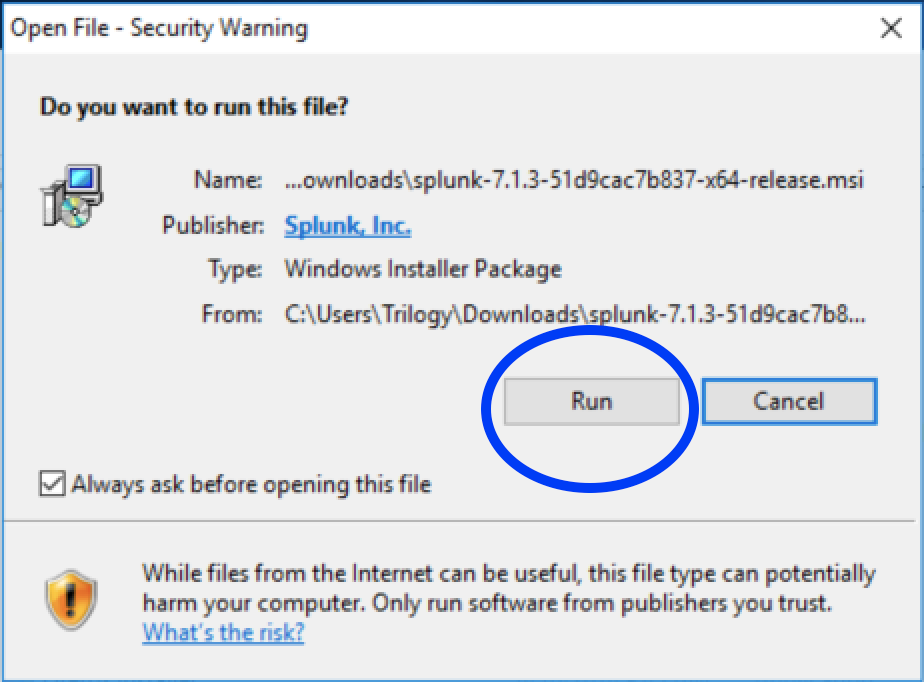 Open File - Security Warning
Do you want to run this file?
Name: ...ownloads\splunk-7.1.3-51d9cac7b837-x64-release.msi
Publisher: Splunk, Inc.
Type: Windows Installer Package
From: C:\Users\Trilogy\Downloads\splunk-7.1.3-51d9cac7b8...
Run Cancel
Always ask before opening this file
While files from the Internet can be useful, this file type can potentially
harm your computer. Only run software from publishers you trust.
What's the risk?